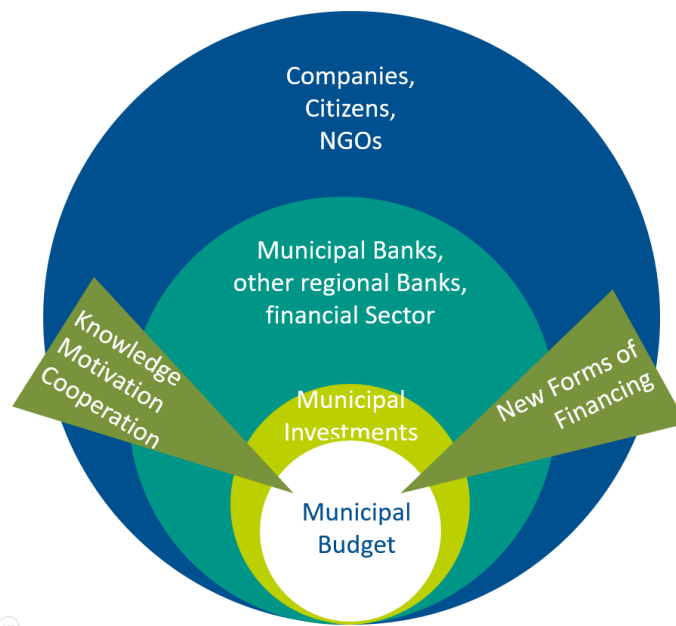 Companies,
Citizens,
NGOs
Municipal Banks,
other regional Banks,
financial Sector
Knowledge
Motivation
Cooperation
New Forms of
Financing
Municipal
Investments
Municipal
Budget